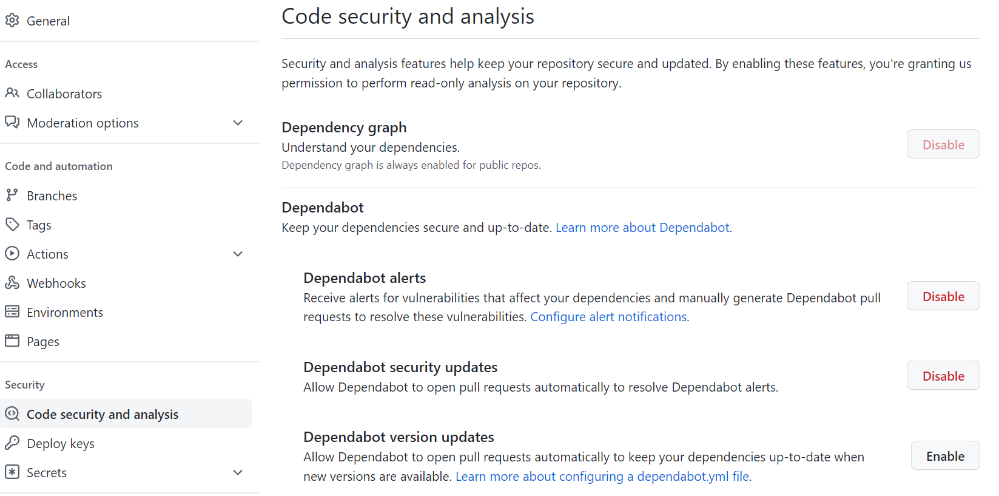 General
Access
Collaborators
Moderation options
Code and automation
Branches
Tags
Actions
Webhooks
Environments
Pages
Security
Code security and analysis
Deploy keys
Secrets
Code security and analysis
Security and analysis features help keep your repository secure and updated. By enabling these features, you're granting us
permission to perform read-only analysis on your repository.
Dependency graph
Understand your dependencies.
Dependency graph is always enabled for public repos.
Disable
Dependabot
Keep your dependencies secure and up-to-date. Learn more about Dependabot.
Dependabot alerts
Receive alerts for vulnerabilities that affect your dependencies and manually generate Dependabot pull
requests to resolve these vulnerabilities. Configure alert notifications.
Disable
Dependabot security updates
Allow Dependabot to open pull requests automatically to resolve Dependabot alerts.
Disable
Dependabot version updates
Allow Dependabot to open pull requests automatically to keep your dependencies up-to-date when
new versions are available. Learn more about configuring a dependabot.yml file.
Enable